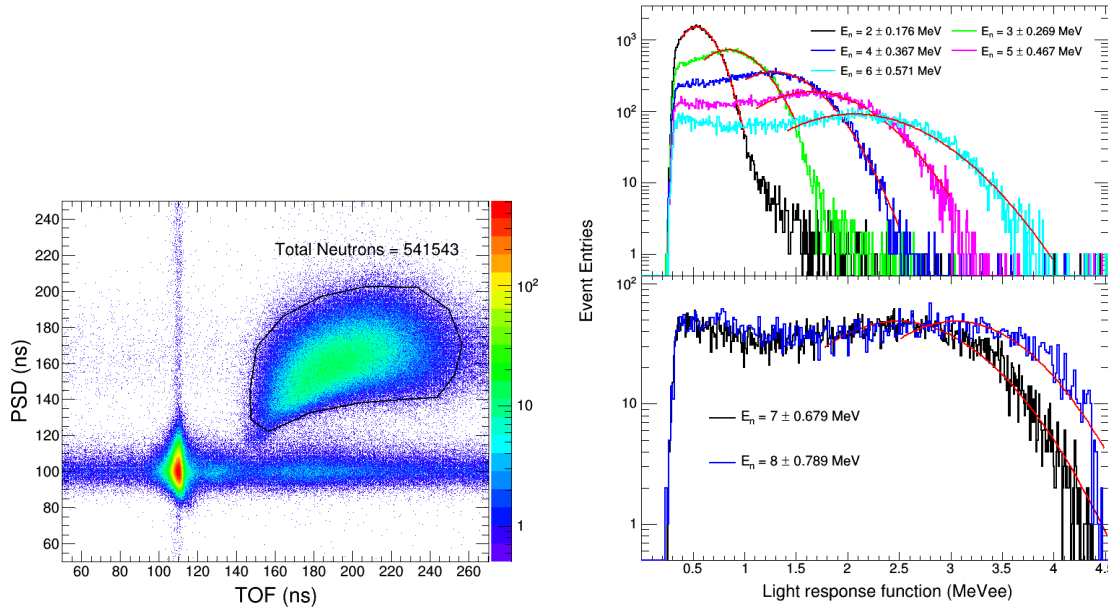 Total Neutrons = 541543
PSD (ns)
240
220
200
180
160
140
120
100
80
60
60 80 100 120 140 160 180 200 220 240 260
TOF (ns)
10²
10
1
Event Entries
10³
10²
10
1
Eₙ = 2 ± 0.176 MeV
Eₙ = 3 ± 0.269 MeV
Eₙ = 4 ± 0.367 MeV
Eₙ = 5 ± 0.467 MeV
Eₙ = 6 ± 0.571 MeV
10²
10
1
Eₙ = 7 ± 0.679 MeV
Eₙ = 8 ± 0.789 MeV
0.5 1 1.5 2 2.5 3 3.5 4 4.5
Light response function (MeVee)